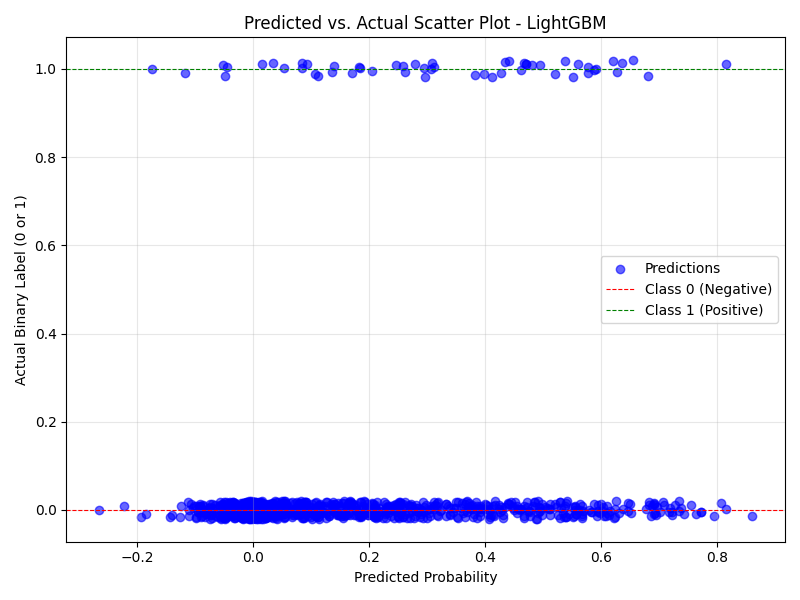 Predicted vs. Actual Scatter Plot - LightGBM
1.0
0.8
0.6
0.4
0.2
0.0
Actual Binary Label (0 or 1)
Predictions
Class 0 (Negative)
Class 1 (Positive)
−0.2 0.0 0.2 0.4 0.6 0.8
Predicted Probability